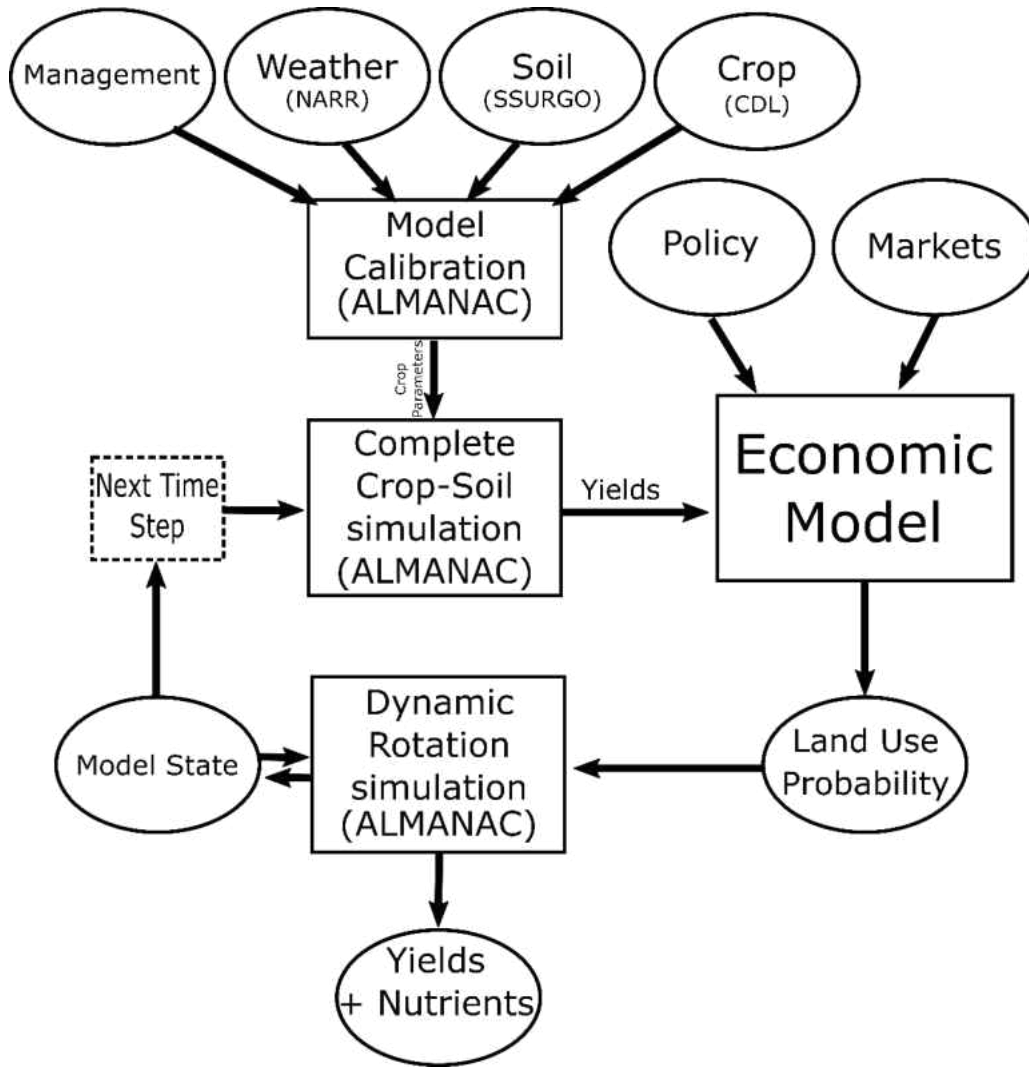 Management
Weather
(NARR)
Soil
(SSURGO)
Crop
(CDL)
Model
Calibration
(ALMANAC)
Policy
Markets
Crop
Parameters
Next Time
Step
Complete
Crop-Soil
simulation
(ALMANAC)
Yields
Economic
Model
Model State
Dynamic
Rotation
simulation
(ALMANAC)
Land Use
Probability
Yields
+ Nutrients